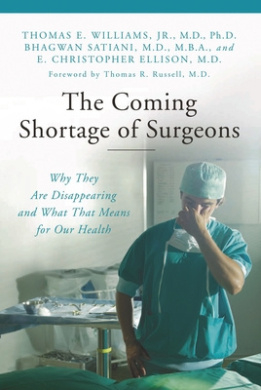 THOMAS E. WILLIAMS, JR., M.D., Ph.D.
BHAGWAN SATIANI, M.D., M.B.A., and
E. CHRISTOPHER ELLISON, M.D.
Foreword by Thomas R. Russell, M.D.
The Coming
Shortage of Surgeons
Why They
Are Disappearing
and What That Means
for Our Health